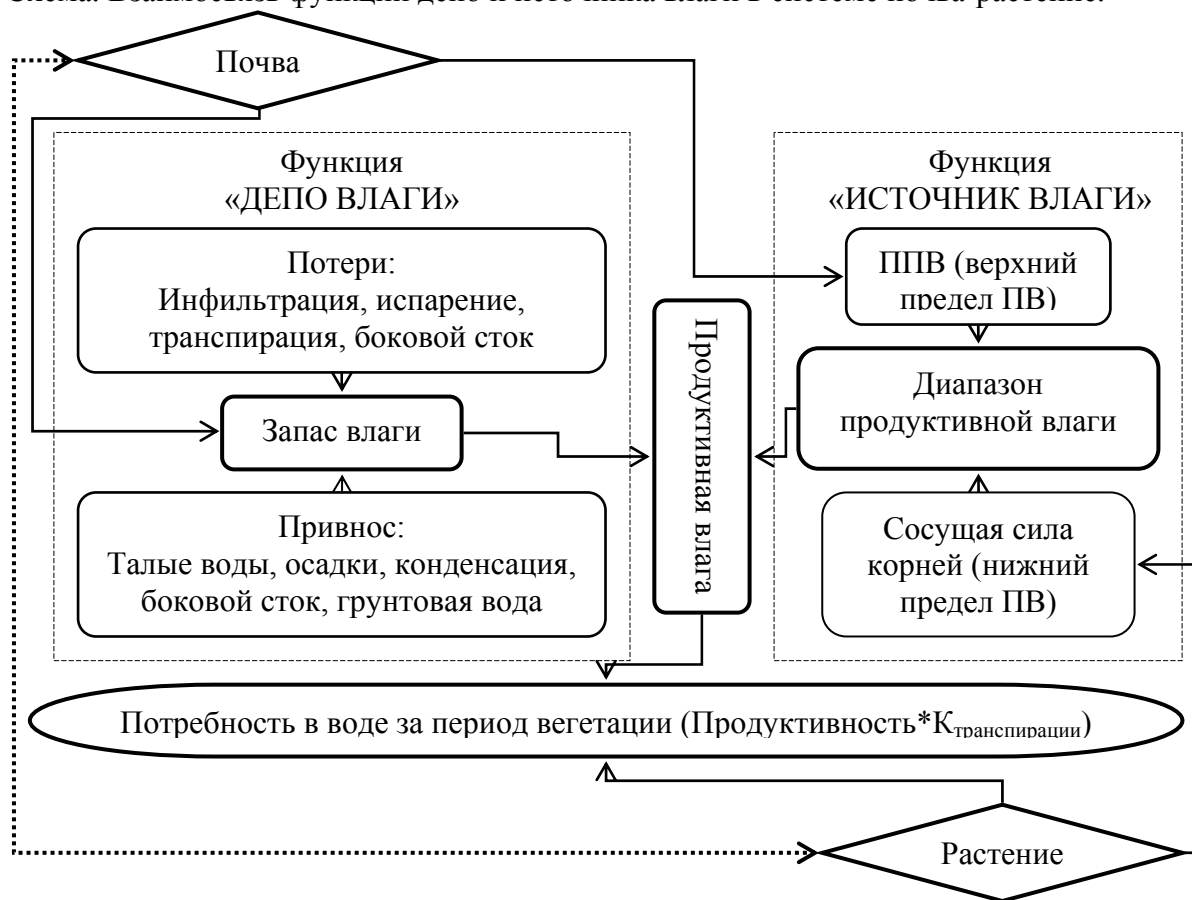 Схема. Взаимосвязь функций депо и источника влаги в системе почва-растение.
Почва
Функция
«ДЕПО ВЛАГИ»
Потери:
Инфильтрация, испарение,
транспирация, боковой сток
Запас влаги
Привнос:
Талые воды, осадки, конденсация,
боковой сток, грунтовая вода
Продуктивная влага
Функция
«ИСТОЧНИК ВЛАГИ»
ППВ (верхний
предел ПВ)
Диапазон
продуктивной влаги
Сосущая сила
корней (нижний
предел ПВ)
Потребность в воде за период вегетации (Продуктивность*Ктранспирации)
Растение